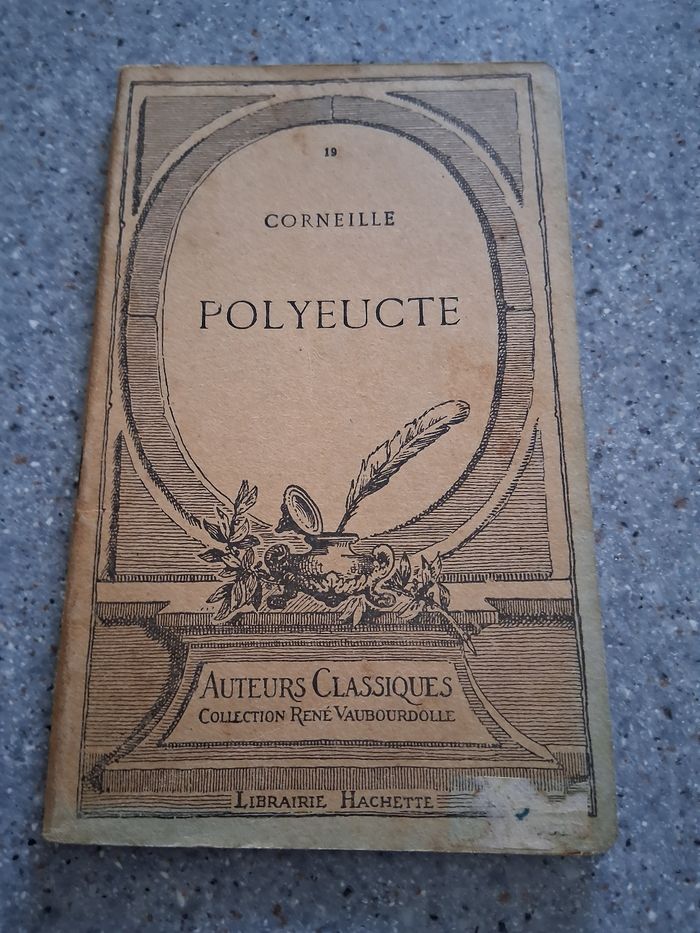 19
CORNEILLE
POLYEUCTE
AUTEURS CLASSIQUES
COLLECTION RENÉ VAUBOURDOLLE
LIBRAIRIE HACHETTE